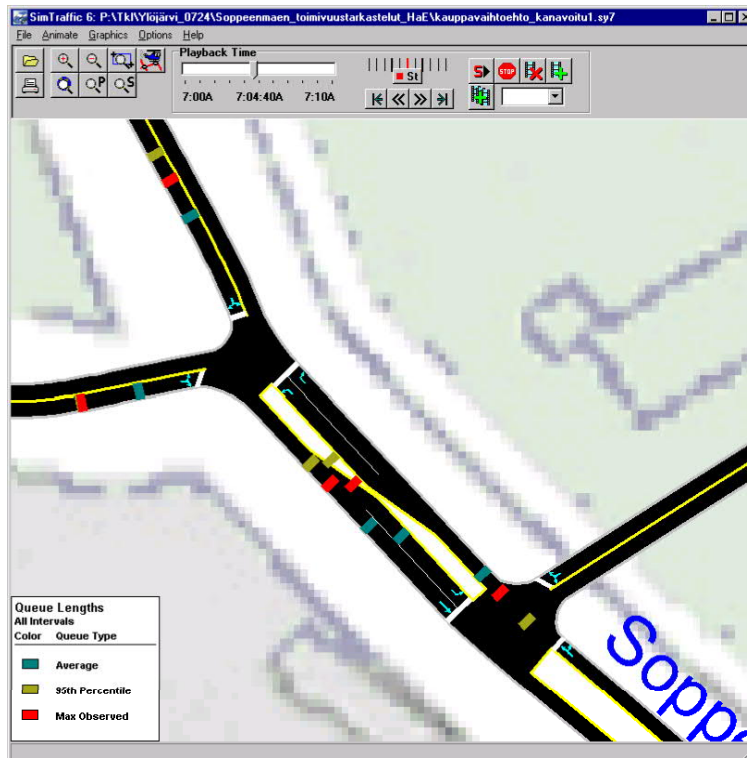 SimTraffic 6: P:\Tkl\Ylöjärvi_0724\Soppeenmaen_toimivuustarkastelut_HaE\kauppavaihtoehto_kanavoitu1.sy7
File Animate Graphics Options Help
Playback Time
St
S
STOP
P
S
7:00A 7:04:40A 7:10A
Queue Lengths
All Intervals
Color Queue Type
Average
95th Percentile
Max Observed
Soppe